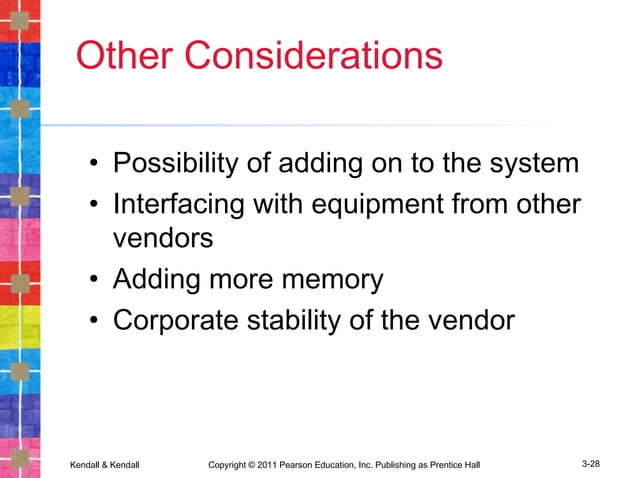 Other Considerations
• Possibility of adding on to the system
• Interfacing with equipment from other
vendors
• Adding more memory
• Corporate stability of the vendor
Kendall & Kendall
Copyright © 2011 Pearson Education, Inc. Publishing as Prentice Hall
3-28